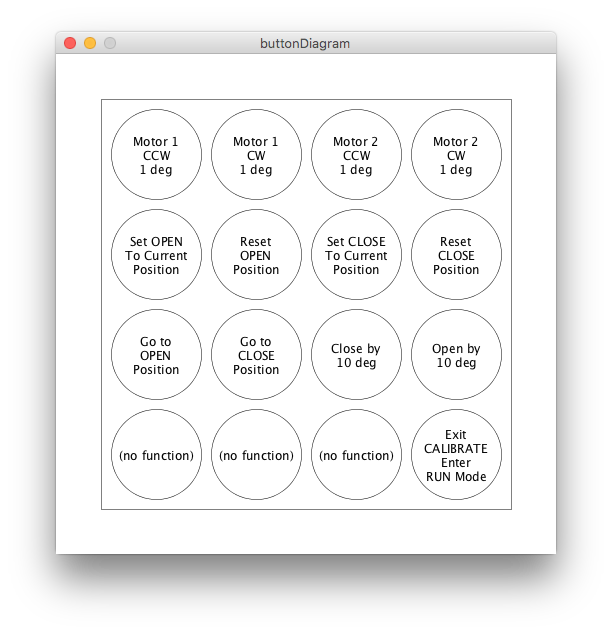 buttonDiagram
Motor 1
CCW
1 deg
Motor 1
CW
1 deg
Motor 2
CCW
1 deg
Motor 2
CW
1 deg
Set OPEN
To Current
Position
Reset
OPEN
Position
Set CLOSE
To Current
Position
Reset
CLOSE
Position
Go to
OPEN
Position
Go to
CLOSE
Position
Close by
10 deg
Open by
10 deg
(no function)
(no function)
(no function)
Exit
CALIBRATE
Enter
RUN Mode